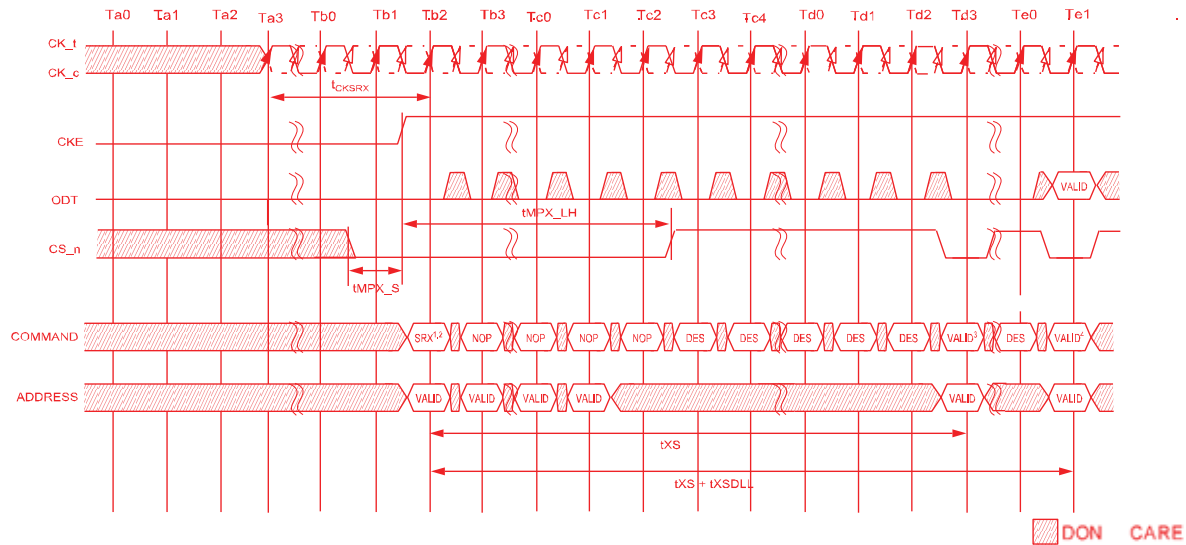 Ta0 Ta1 Ta2 Ta3 Tb0 Tb1 Tb2 Tb3 Tc0 Tc1 Tc2 Tc3 Tc4 Td0 Td1 Td2 Td3 Te0 Te1
CK_t
CK_c
tCKSRX
CKE
ODT VALID
tMPX_LH
CS_n
tMPX_S
COMMAND SRX1,2 NOP NOP NOP NOP DES DES DES DES DES VALID3 DES VALID4
ADDRESS VALID VALID VALID VALID VALID VALID
tXS
tXS + tXSDLL
DON CARE